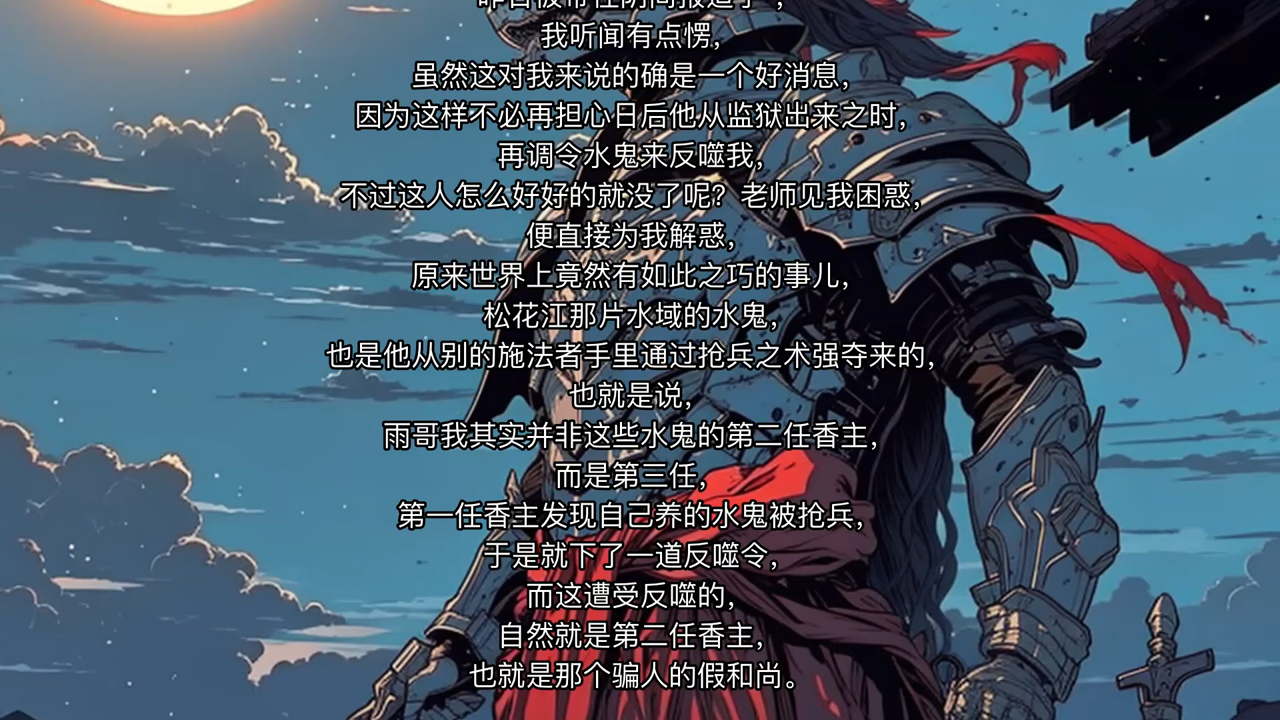 我听闻有点愣，
虽然这对我来说的确是一个好消息，
因为这样不必再担心日后他从监狱出来之时，
再调令水鬼来反噬我，
不过这人怎么好好的就没了呢？老师见我困惑，
便直接为我解惑，
原来世界上竟然有如此之巧的事儿，
松花江那片水域的水鬼，
也是他从别的施法者手里通过抢兵之术强夺来的，
也就是说，
雨哥我其实并非这些水鬼的第二任香主，
而是第三任，
第一任香主发现自己养的水鬼被抢兵，
于是就下了一道反噬令，
而这遭受反噬的，
自然就是第二任香主，
也就是那个骗人的假和尚。